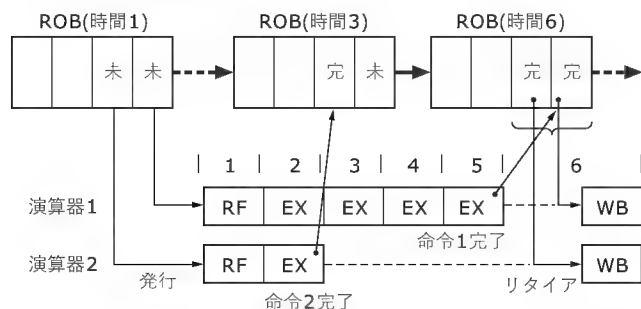 ROB(時間1) ROB(時間3) ROB(時間6)
未 未 完 未 完 完
1 2 3 4 5 6
演算器1 RF EX EX EX EX WB
命令1完了
演算器2 RF EX WB
発行 リタイア
命令2完了